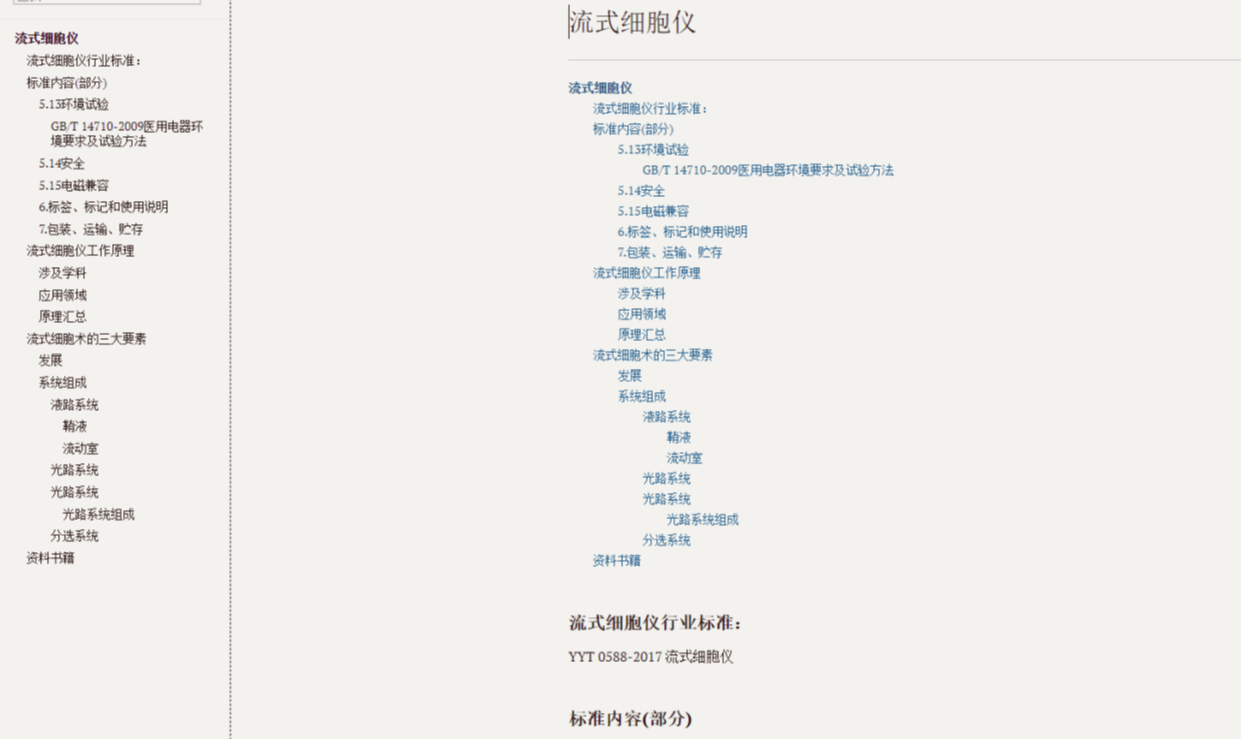 流式细胞仪
流式细胞仪行业标准：
标准内容(部分)
5.13环境试验
GB/T 14710-2009医用电器环
境要求及试验方法
5.14安全
5.15电磁兼容
6.标签、标记和使用说明
7.包装、运输、贮存
流式细胞仪工作原理
涉及学科
应用领域
原理汇总
流式细胞术的三大要素
发展
系统组成
液路系统
鞘液
流动室
光路系统
光路系统
光路系统组成
分选系统
资料书籍
流式细胞仪
流式细胞仪
流式细胞仪行业标准：
标准内容(部分)
5.13环境试验
GB/T 14710-2009医用电器环境要求及试验方法
5.14安全
5.15电磁兼容
6.标签、标记和使用说明
7.包装、运输、贮存
流式细胞仪工作原理
涉及学科
应用领域
原理汇总
流式细胞术的三大要素
发展
系统组成
液路系统
鞘液
流动室
光路系统
光路系统
光路系统组成
分选系统
资料书籍
流式细胞仪行业标准：
YYT 0588-2017 流式细胞仪
标准内容(部分)